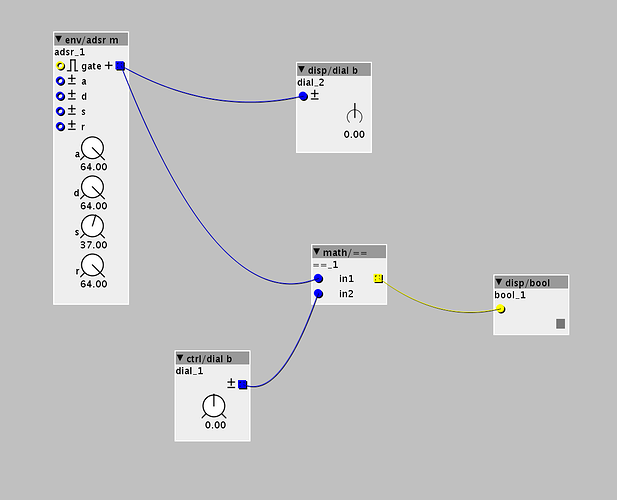 env/adsr m
adsr_1
gate +
± a
± d
± s
± r
a
64.00
d
64.00
s
37.00
r
64.00
disp/dial b
dial_2
±
0.00
math/==
==_1
in1
in2
disp/bool
bool_1
ctrl/dial b
dial_1
±
0.00